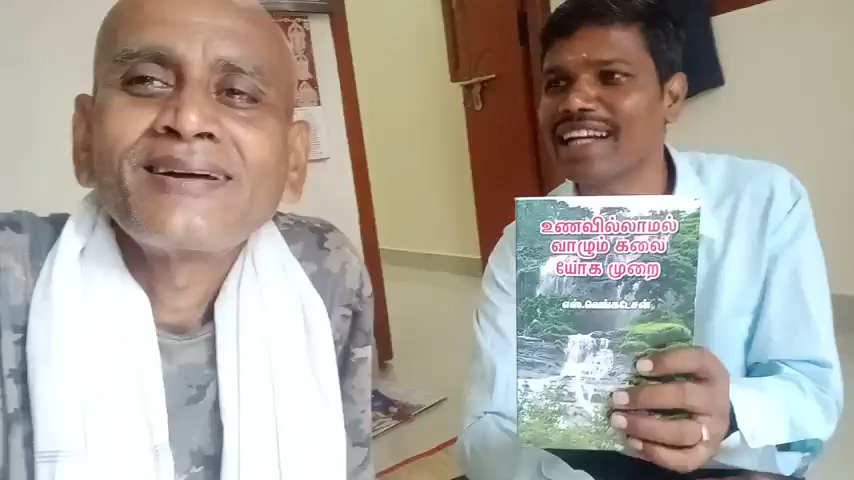 உணவில்லாமல்
வாழும் கலை
யோக முறை
எஸ்.வெங்கடேசன்